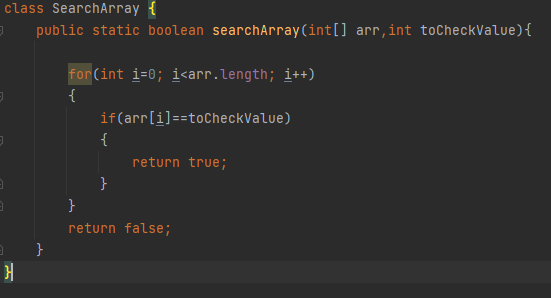 class SearchArray {
public static boolean searchArray(int[] arr,int toCheckValue){
for(int i=0; i<arr.length; i++)
{
if(arr[i]==toCheckValue)
{
return true;
}
}
return false;
}
}